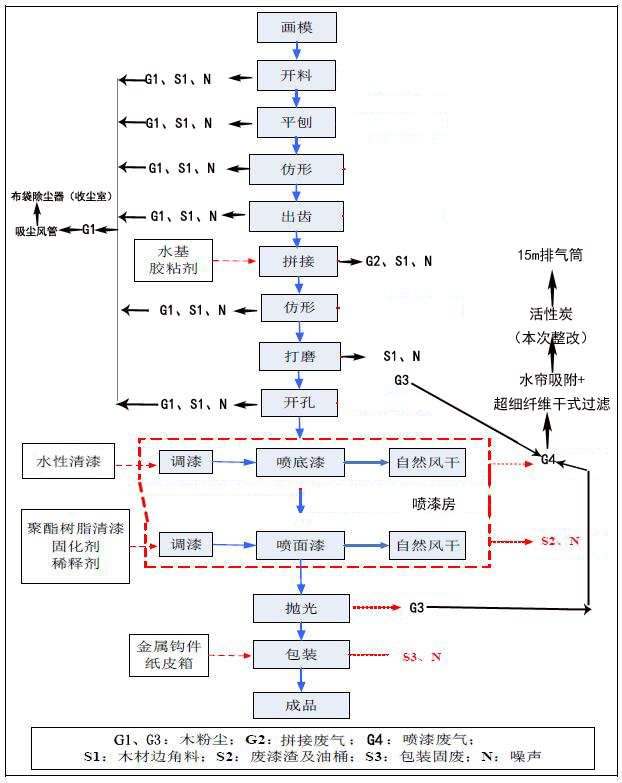 画模
G1、S1、N
开料
G1、S1、N
平刨
G1、S1、N
仿形
布袋除尘器（收尘室）
吸尘风管
G1
G1、S1、N
出齿
水基
胶粘剂
拼接
G2、S1、N
15m排气筒
G1、S1、N
仿形
活性炭
（本次整改）
打磨
S1、N
G3
水帘吸附+
超细纤维干式过滤
G1、S1、N
开孔
水性清漆
调漆
喷底漆
自然风干
G4
喷漆房
聚酯树脂清漆
固化剂
稀释剂
调漆
喷面漆
自然风干
S2、N
抛光
G3
金属钩件
纸皮箱
包装
S3、N
成品
G1、G3：木粉尘；G2：拼接废气；G4：喷漆废气；
S1：木材边角料；S2：废漆渣及油桶；S3：包装固废；N：噪声